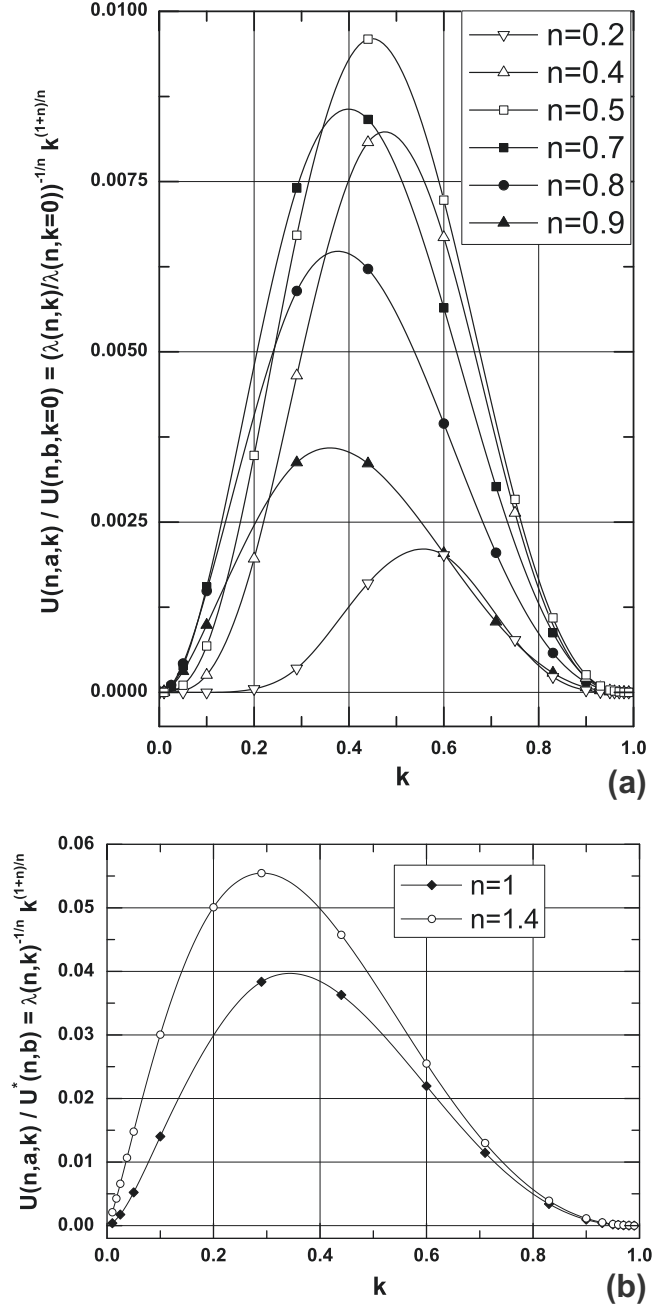 U(n,a,k) / U(n,b,k=0) = (λ(n,k)/λ(n,k=0))^-1/n k^(1+n)/n
0.0100
0.0075
0.0050
0.0025
0.0000
n=0.2
n=0.4
n=0.5
n=0.7
n=0.8
n=0.9
0.0 0.2 0.4 0.6 0.8 1.0
k
(a)
U(n,a,k) / U^*(n,b) = λ(n,k)^-1/n k^(1+n)/n
0.06
0.05
0.04
0.03
0.02
0.01
0.00
n=1
n=1.4
0.0 0.2 0.4 0.6 0.8 1.0
k
(b)